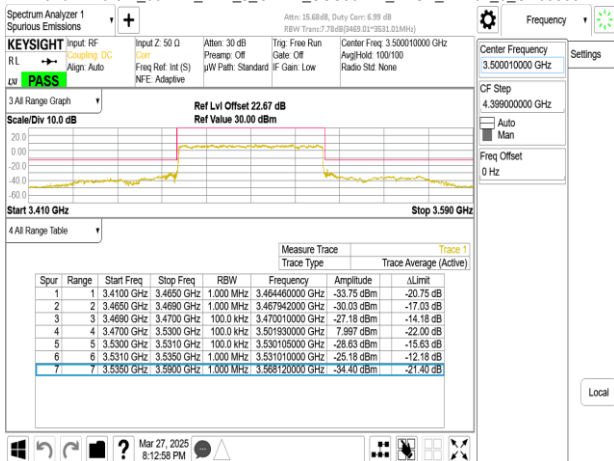 Spectrum Analyzer 1
Spurious Emissions
Attn: 15.68dB, Duty Corr: 6.99 dB
RBW Tranc:7.78dB(3469.01~3531.01MHz)
Frequency
KEYSIGHT
RL
PASS
Input: RF
Coupling: DC
Align: Auto
Input Z: 50 Ω
Corr
Freq Ref: Int (S)
NFE: Adaptive
Atten: 30 dB
Preamp: Off
µW Path: Standard
Trig: Free Run
Gate: Off
IF Gain: Low
Center Freq: 3.500010000 GHz
Avg|Hold: 100/100
Radio Std: None
Center Frequency
3.500010000 GHz
Settings
CF Step
4.399000000 GHz
Auto
Man
Freq Offset
0 Hz
3 All Range Graph
Scale/Div 10.0 dB
Ref Lvl Offset 22.67 dB
Ref Value 30.00 dBm
20.0
0.00
-20.0
-40.0
-60.0
Start 3.410 GHz
Stop 3.590 GHz
4 All Range Table
Measure Trace Trace 1
Trace Type Trace Average (Active)
Spur Range Start Freq Stop Freq RBW Frequency Amplitude ΔLimit
1 1 3.4100 GHz 3.4650 GHz 1.000 MHz 3.464460000 GHz -33.75 dBm -20.75 dB
2 2 3.4650 GHz 3.4690 GHz 1.000 MHz 3.467942000 GHz -30.03 dBm -17.03 dB
3 3 3.4690 GHz 3.4700 GHz 100.0 kHz 3.470010000 GHz -27.18 dBm -14.18 dB
4 4 3.4700 GHz 3.5300 GHz 100.0 kHz 3.501930000 GHz 7.997 dBm -22.00 dB
5 5 3.5300 GHz 3.5310 GHz 100.0 kHz 3.530105000 GHz -28.63 dBm -15.63 dB
6 6 3.5310 GHz 3.5350 GHz 1.000 MHz 3.531010000 GHz -25.18 dBm -12.18 dB
7 7 3.5350 GHz 3.5900 GHz 1.000 MHz 3.568120000 GHz -34.40 dBm -21.40 dB
Local
?
Mar 27, 2025
8:12:58 PM